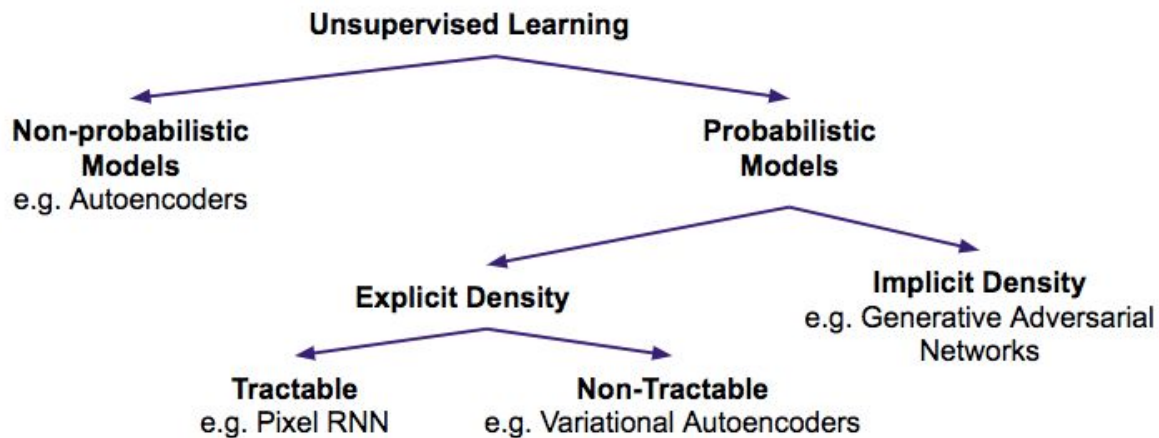 Unsupervised Learning
Non-probabilistic
Models
e.g. Autoencoders
Probabilistic
Models
Explicit Density
Implicit Density
e.g. Generative Adversarial
Networks
Tractable
e.g. Pixel RNN
Non-Tractable
e.g. Variational Autoencoders